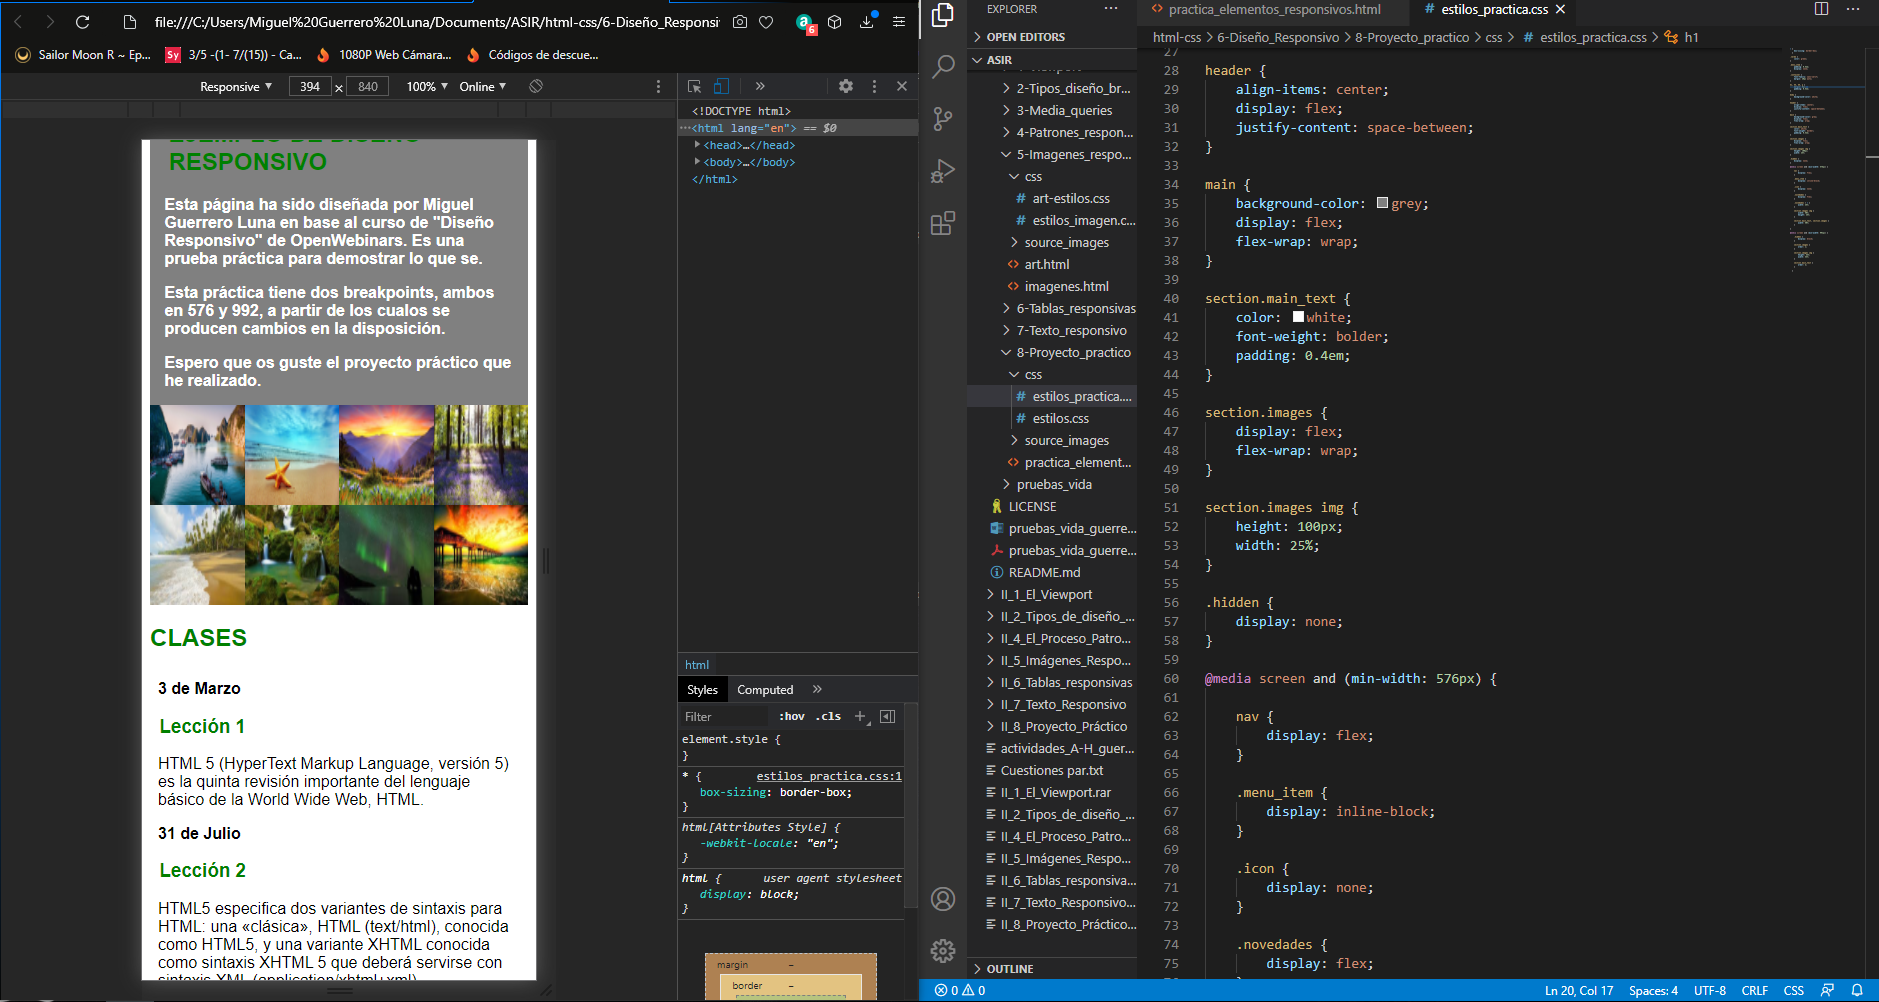 file:///C:/Users/Miguel%20Guerrero%20Luna/Documents/ASIR/html-css/6-Diseño_Responsi
6
Sailor Moon R ~ Ep...
Sy 3/5 -(1- 7/(15)) - Ca...
1080P Web Cámara...
Códigos de descue...
Responsive 394 x 840 100% Online
RESPONSIVO
Esta página ha sido diseñada por Miguel
Guerrero Luna en base al curso de "Diseño
Responsivo" de OpenWebinars. Es una
prueba práctica para demostrar lo que se.
Esta práctica tiene dos breakpoints, ambos
en 576 y 992, a partir de los cualos se
producen cambios en la disposición.
Espero que os guste el proyecto práctico que
he realizado.
CLASES
3 de Marzo
Lección 1
HTML 5 (HyperText Markup Language, versión 5)
es la quinta revisión importante del lenguaje
básico de la World Wide Web, HTML.
31 de Julio
Lección 2
HTML5 especifica dos variantes de sintaxis para
HTML: una «clásica», HTML (text/html), conocida
como HTML5, y una variante XHTML conocida
como sintaxis XHTML 5 que deberá servirse con
sintaxis XML (application/xhtml+xml)
<!DOCTYPE html>
<html lang="en"> == $0
<head>…</head>
<body>…</body>
</html>
html
Styles Computed »
Filter :hov .cls +
element.style {
}
* { estilos_practica.css:1
box-sizing: border-box;
}
html[Attributes Style] {
-webkit-locale: "en";
}
html { user agent stylesheet
display: block;
}
margin -
border -
EXPLORER
OPEN EDITORS
ASIR
2-Tipos_diseño_br...
3-Media_queries
4-Patrones_respon...
5-Imagenes_respo...
css
# art-estilos.css
# estilos_imagen.c...
source_images
<> art.html
<> imagenes.html
6-Tablas_responsivas
7-Texto_responsivo
8-Proyecto_practico
css
# estilos_practica....
# estilos.css
source_images
<> practica_element...
pruebas_vida
LICENSE
pruebas_vida_guerre...
pruebas_vida_guerre...
README.md
II_1_El_Viewport
II_2_Tipos_de_diseño_...
II_4_El_Proceso_Patro...
II_5_Imágenes_Respo...
II_6_Tablas_responsivas
II_7_Texto_Responsivo
II_8_Proyecto_Práctico
actividades_A-H_guer...
Cuestiones par.txt
II_1_El_Viewport.rar
II_2_Tipos_de_diseño_...
II_4_El_Proceso_Patro...
II_5_Imágenes_Respo...
II_6_Tablas_responsiva...
II_7_Texto_Responsivo...
II_8_Proyecto_Práctico...
OUTLINE
<> practica_elementos_responsivos.html
# estilos_practica.css
html-css > 6-Diseño_Responsivo > 8-Proyecto_practico > css > # estilos_practica.css > h1
27
28 header {
29 align-items: center;
30 display: flex;
31 justify-content: space-between;
32 }
33
34 main {
35 background-color: grey;
36 display: flex;
37 flex-wrap: wrap;
38 }
39
40 section.main_text {
41 color: white;
42 font-weight: bolder;
43 padding: 0.4em;
44 }
45
46 section.images {
47 display: flex;
48 flex-wrap: wrap;
49 }
50
51 section.images img {
52 height: 100px;
53 width: 25%;
54 }
55
56 .hidden {
57 display: none;
58 }
59
60 @media screen and (min-width: 576px) {
61
62 nav {
63 display: flex;
64 }
65
66 .menu_item {
67 display: inline-block;
68 }
69
70 .icon {
71 display: none;
72 }
73
74 .novedades {
75 display: flex;
0 0
Ln 20, Col 17 Spaces: 4 UTF-8 CRLF CSS